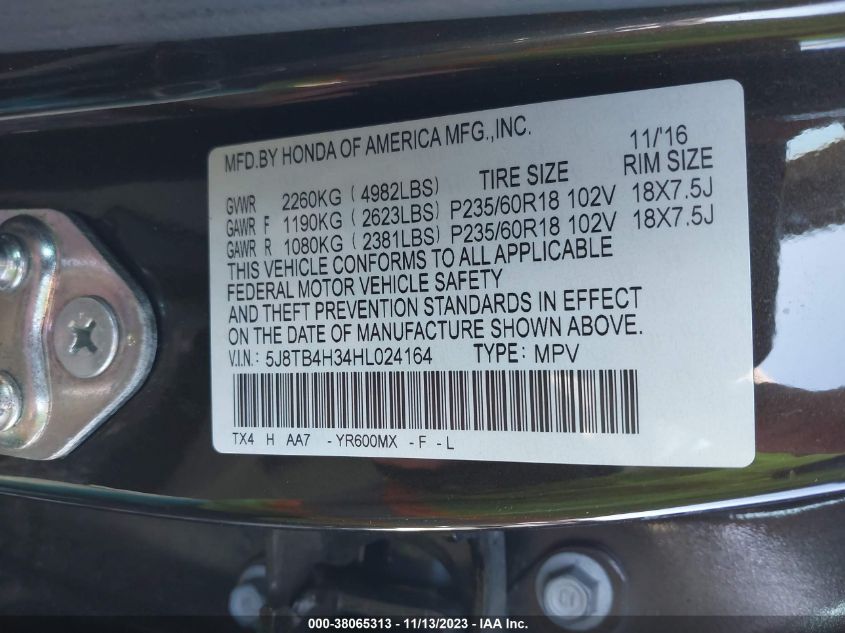 MFD.BY HONDA OF AMERICA MFG.,INC. 11/'16
TIRE SIZE RIM SIZE
GVWR 2260KG ( 4982LBS)
GAWR F 1190KG ( 2623LBS) P235/60R18 102V 18X7.5J
GAWR R 1080KG ( 2381LBS) P235/60R18 102V 18X7.5J
THIS VEHICLE CONFORMS TO ALL APPLICABLE
FEDERAL MOTOR VEHICLE SAFETY
AND THEFT PREVENTION STANDARDS IN EFFECT
ON THE DATE OF MANUFACTURE SHOWN ABOVE.
V.I.N.: 5J8TB4H34HL024164 TYPE: MPV
TX4 H AA7 -YR600MX -F -L
000-38065313 - 11/13/2023 - IAA Inc.